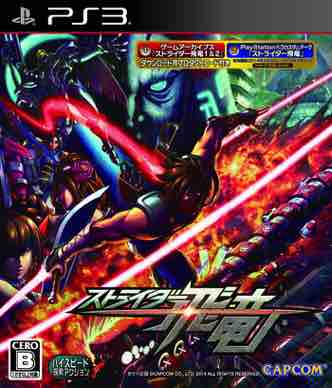 PS3
ゲームアーカイブス
『ストライダー飛竜1&2』
ダウンロード用プロダクトコード付き
PlayStation®3カスタムテーマ
『ストライダー飛竜』
ストライダー飛竜
CERO
B
ハイスピード
探索アクション
CAPCOM